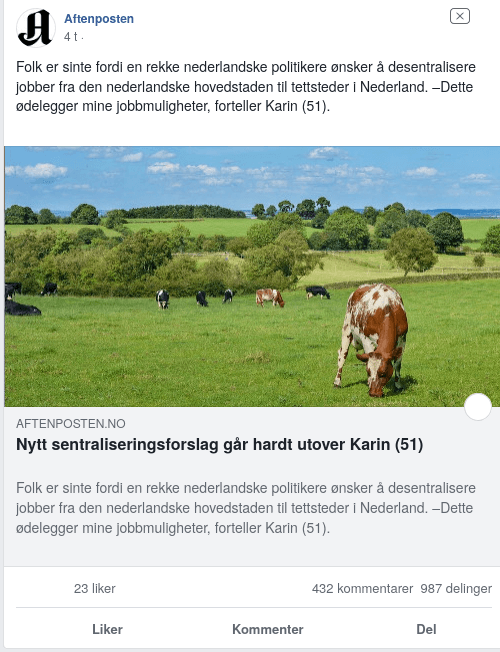 Aftenposten
4 t ·
Folk er sinte fordi en rekke nederlandske politikere ønsker å desentralisere
jobber fra den nederlandske hovedstaden til tettsteder i Nederland. –Dette
ødelegger mine jobbmuligheter, forteller Karin (51).
AFTENPOSTEN.NO
Nytt sentraliseringsforslag går hardt utover Karin (51)
Folk er sinte fordi en rekke nederlandske politikere ønsker å desentralisere
jobber fra den nederlandske hovedstaden til tettsteder i Nederland. –Dette
ødelegger mine jobbmuligheter, forteller Karin (51).
23 liker 432 kommentarer 987 delinger
Liker Kommenter Del